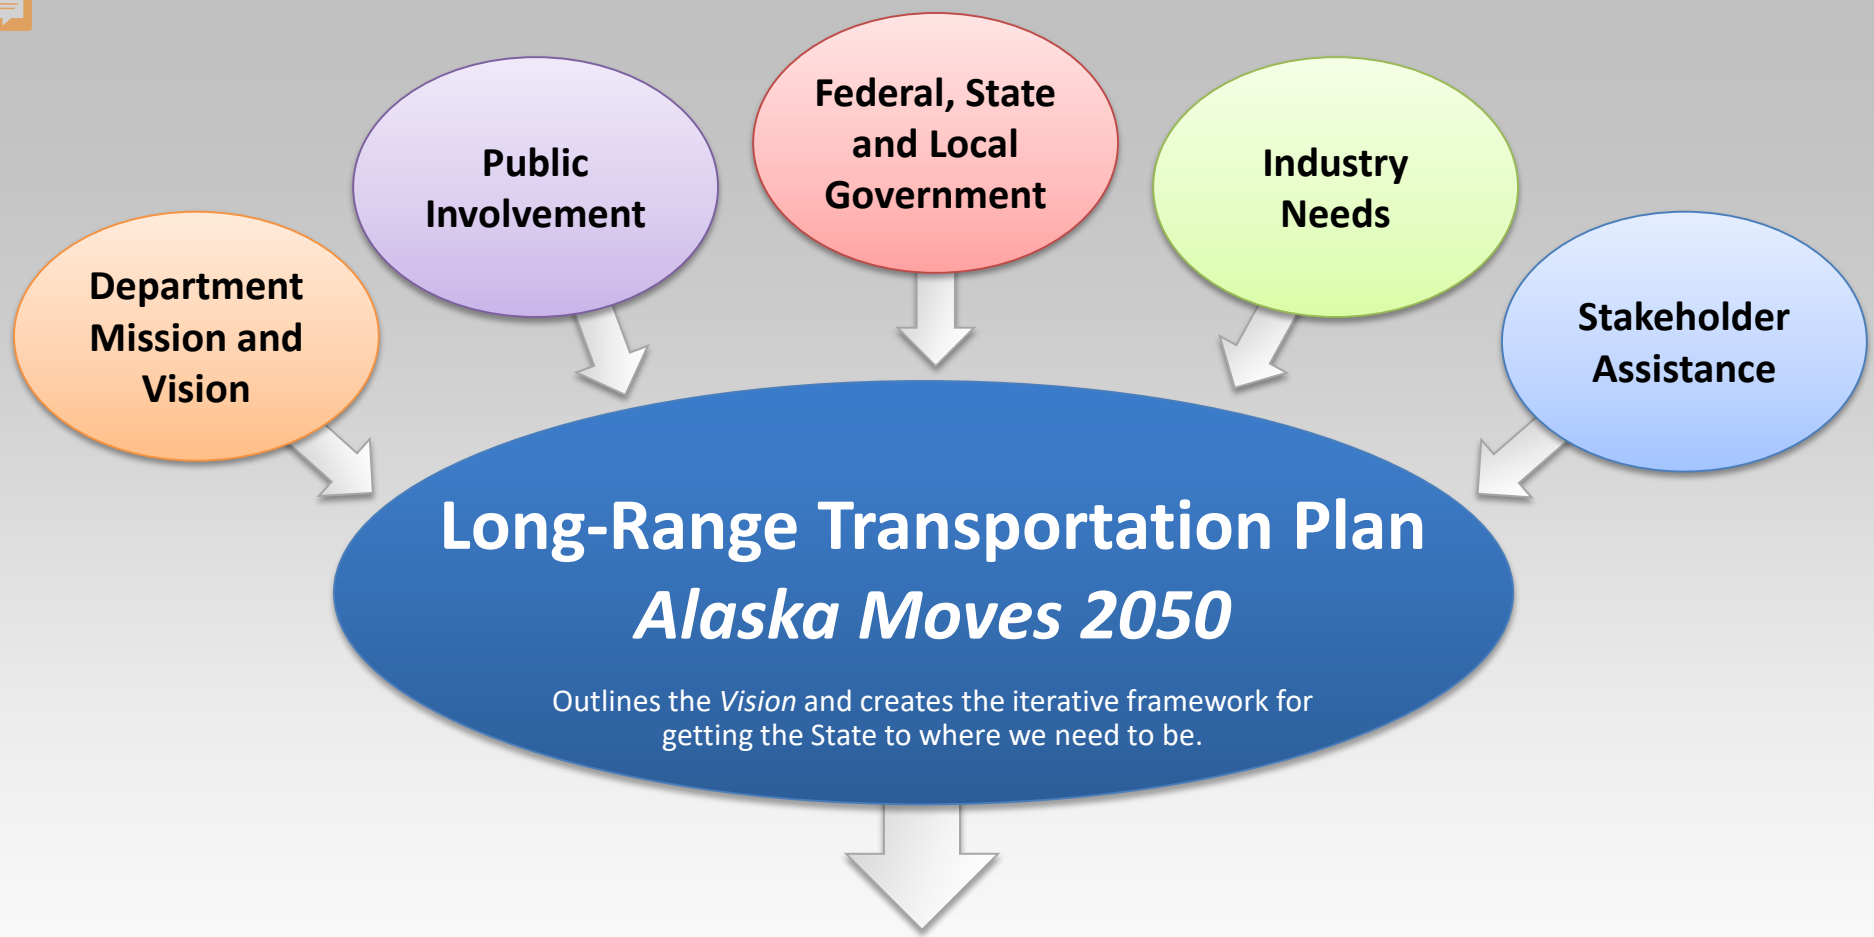 Department
Mission and
Vision
Public
Involvement
Federal, State
and Local
Government
Industry
Needs
Stakeholder
Assistance
Long-Range Transportation Plan
Alaska Moves 2050
Outlines the Vision and creates the iterative framework for
getting the State to where we need to be.